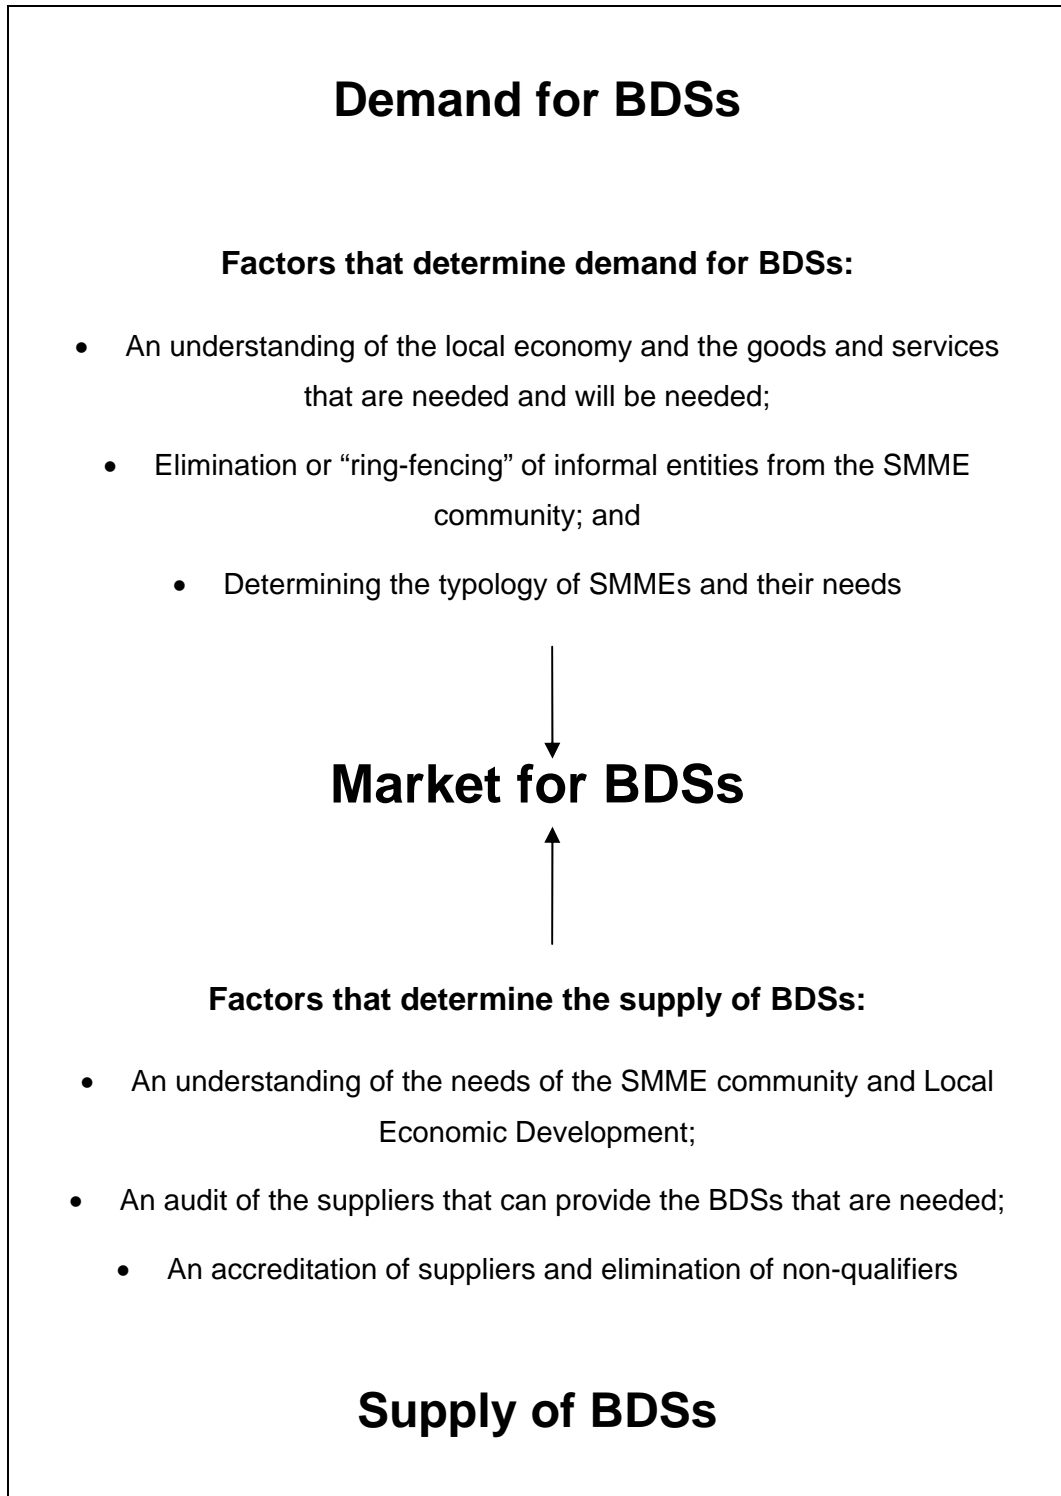 Demand for BDSs
Factors that determine demand for BDSs:
• An understanding of the local economy and the goods and services
that are needed and will be needed;
• Elimination or “ring-fencing” of informal entities from the SMME
community; and
• Determining the typology of SMMEs and their needs
Market for BDSs
Factors that determine the supply of BDSs:
• An understanding of the needs of the SMME community and Local
Economic Development;
• An audit of the suppliers that can provide the BDSs that are needed;
• An accreditation of suppliers and elimination of non-qualifiers
Supply of BDSs